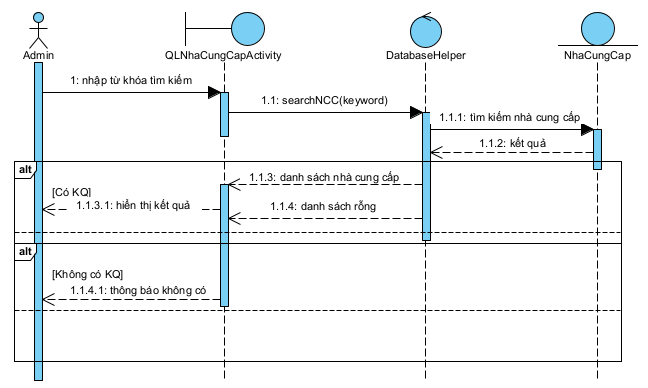 Admin
QLNhaCungCapActivity
DatabaseHelper
NhaCungCap
1: nhập từ khóa tìm kiếm
1.1: searchNCC(keyword)
1.1.1: tìm kiếm nhà cung cấp
1.1.2: kết quả
alt
1.1.3: danh sách nhà cung cấp
[Có KQ]
1.1.3.1: hiển thị kết quả
1.1.4: danh sách rỗng
alt
[Không có KQ]
1.1.4.1: thông báo không có